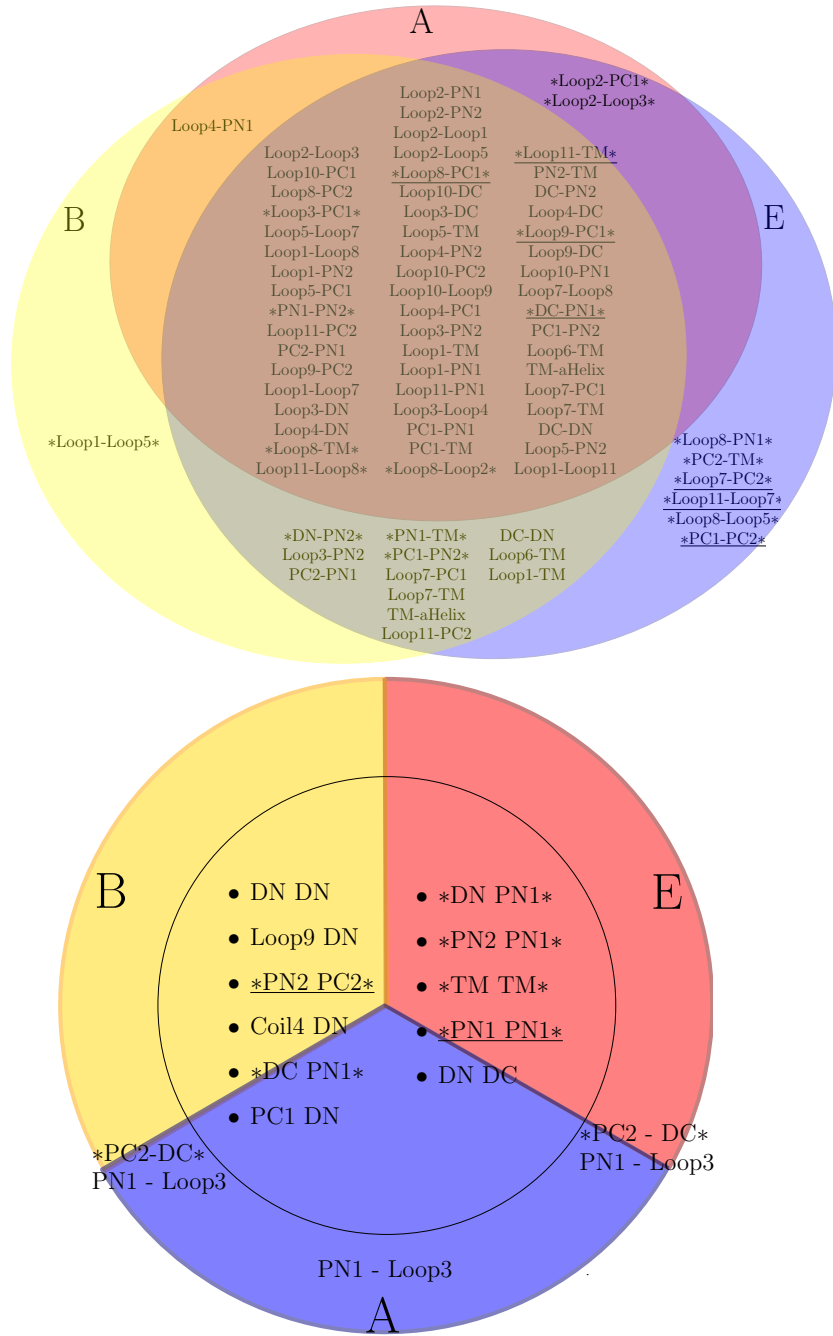 A
*Loop2-PC1*
*Loop2-Loop3*
Loop4-PN1
B
E
Loop2-PN1
Loop2-PN2
Loop2-Loop1
Loop2-Loop3 Loop2-Loop5 *Loop11-TM*
Loop10-PC1 *Loop8-PC1* PN2-TM
Loop8-PC2 Loop10-DC DC-PN2
*Loop3-PC1* Loop3-DC Loop4-DC
Loop5-Loop7 Loop5-TM *Loop9-PC1*
Loop1-Loop8 Loop4-PN2 Loop9-DC
Loop1-PN2 Loop10-PC2 Loop10-PN1
Loop5-PC1 Loop10-Loop9 Loop7-Loop8
*PN1-PN2* Loop4-PC1 *DC-PN1*
Loop11-PC2 Loop3-PN2 PC1-PN2
PC2-PN1 Loop1-TM Loop6-TM
Loop9-PC2 Loop1-PN1 TM-aHelix
Loop1-Loop7 Loop11-PN1 Loop7-PC1
Loop3-DN Loop3-Loop4 Loop7-TM
Loop4-DN PC1-PN1 DC-DN
*Loop8-TM* PC1-TM Loop5-PN2
Loop11-Loop8* *Loop8-Loop2* Loop1-Loop11
*Loop1-Loop5*
*Loop8-PN1*
*PC2-TM*
*Loop7-PC2*
*Loop11-Loop7*
*Loop8-Loop5*
*PC1-PC2*
*DN-PN2* *PN1-TM* DC-DN
Loop3-PN2 *PC1-PN2* Loop6-TM
PC2-PN1 Loop7-PC1 Loop1-TM
Loop7-TM
TM-aHelix
Loop11-PC2
B
E
• DN DN
• Loop9 DN
• *PN2 PC2*
• Coil4 DN
• *DC PN1*
• PC1 DN
• *DN PN1*
• *PN2 PN1*
• *TM TM*
• *PN1 PN1*
• DN DC
*PC2-DC*
PN1 - Loop3
*PC2 - DC*
PN1 - Loop3
PN1 - Loop3
.
A